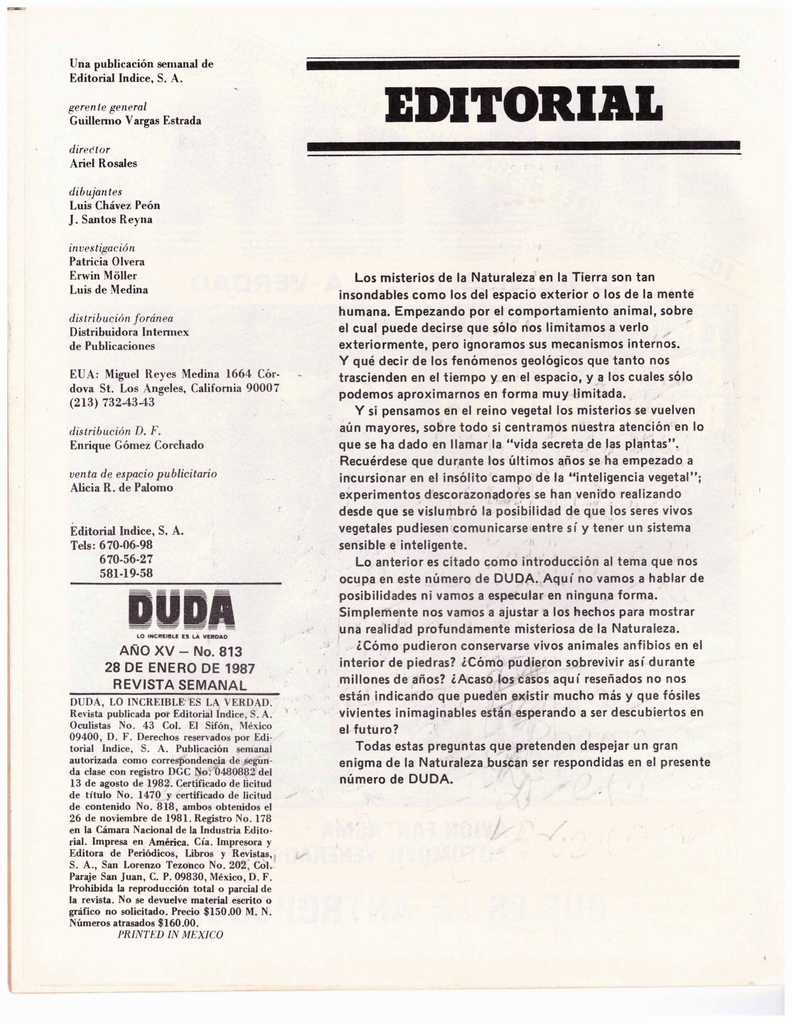 Una publicación semanal de
Editorial Indice, S. A.
gerente general
Guillermo Vargas Estrada
director
Ariel Rosales
dibujantes
Luis Chávez Peón
J. Santos Reyna
investigación
Patricia Olvera
Erwin Möller
Luis de Medina
distribución foránea
Distribuidora Intermex
de Publicaciones
EUA: Miguel Reyes Medina 1664 Cór-
dova St. Los Angeles, California 90007
(213) 732-43-43
distribución D. F.
Enrique Gómez Corchado
venta de espacio publicitario
Alicia R. de Palomo
Editorial Indice, S. A.
Tels: 670-06-98
670-56-27
581-19-58
DUDA
LO INCREIBLE ES LA VERDAD
AÑO XV — No. 813
28 DE ENERO DE 1987
REVISTA SEMANAL
DUDA, LO INCREIBLE ES LA VERDAD.
Revista publicada por Editorial Indice, S. A.
Oculistas No. 43 Col. El Sifón, México
09400, D. F. Derechos reservados por Edi-
torial Indice, S. A. Publicación semanal
autorizada como correspondencia de segun-
da clase con registro DGC No. 0480882 del
13 de agosto de 1982. Certificado de licitud
de título No. 1470 y certificado de licitud
de contenido No. 818, ambos obtenidos el
26 de noviembre de 1981. Registro No. 178
en la Cámara Nacional de la Industria Edito-
rial. Impresa en América. Cía. Impresora y
Editora de Periódicos, Libros y Revistas,
S. A., San Lorenzo Tezonco No. 202, Col.
Paraje San Juan, C. P. 09830, México, D. F.
Prohibida la reproducción total o parcial de
la revista. No se devuelve material escrito o
gráfico no solicitado. Precio $150.00 M. N.
Números atrasados $160.00.
PRINTED IN MEXICO
EDITORIAL
Los misterios de la Naturaleza en la Tierra son tan
insondables como los del espacio exterior o los de la mente
humana. Empezando por el comportamiento animal, sobre
el cual puede decirse que sólo nos limitamos a verlo
exteriormente, pero ignoramos sus mecanismos internos.
Y qué decir de los fenómenos geológicos que tanto nos
trascienden en el tiempo y en el espacio, y a los cuales sólo
podemos aproximarnos en forma muy limitada.
Y si pensamos en el reino vegetal los misterios se vuelven
aún mayores, sobre todo si centramos nuestra atención en lo
que se ha dado en llamar la “vida secreta de las plantas”.
Recuérdese que durante los últimos años se ha empezado a
incursionar en el insólito campo de la “inteligencia vegetal”;
experimentos descorazonadores se han venido realizando
desde que se vislumbró la posibilidad de que los seres vivos
vegetales pudiesen comunicarse entre sí y tener un sistema
sensible e inteligente.
Lo anterior es citado como introducción al tema que nos
ocupa en este número de DUDA. Aquí no vamos a hablar de
posibilidades ni vamos a especular en ninguna forma.
Simplemente nos vamos a ajustar a los hechos para mostrar
una realidad profundamente misteriosa de la Naturaleza.
¿Cómo pudieron conservarse vivos animales anfibios en el
interior de piedras? ¿Cómo pudieron sobrevivir así durante
millones de años? ¿Acaso los casos aquí reseñados no nos
están indicando que pueden existir mucho más y que fósiles
vivientes inimaginables están esperando a ser descubiertos en
el futuro?
Todas estas preguntas que pretenden despejar un gran
enigma de la Naturaleza buscan ser respondidas en el presente
número de DUDA.